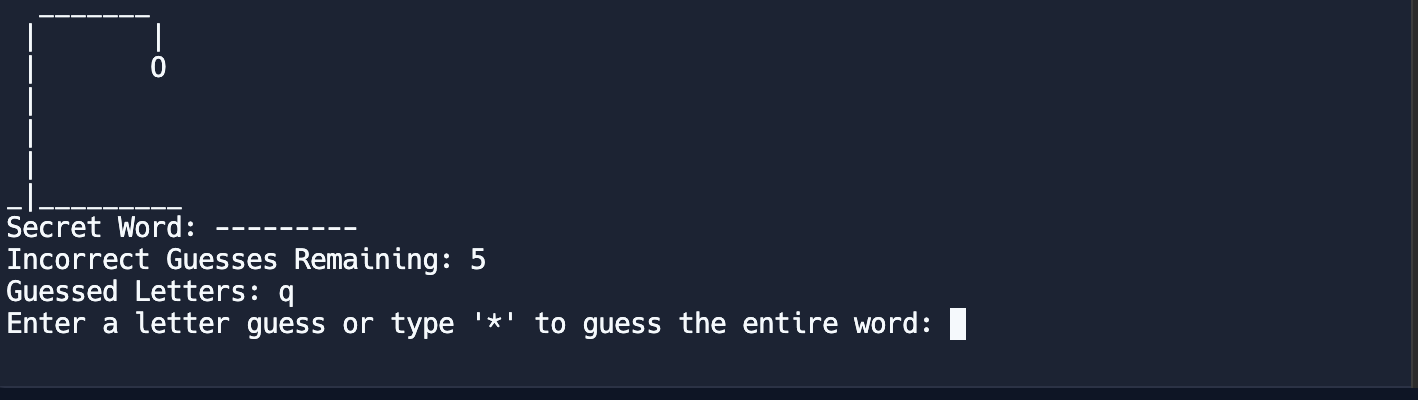 _______
 |       |
 |       O
 |
 |
 |
_|_________
Secret Word: ---------
Incorrect Guesses Remaining: 5
Guessed Letters: q
Enter a letter guess or type '*' to guess the entire word: